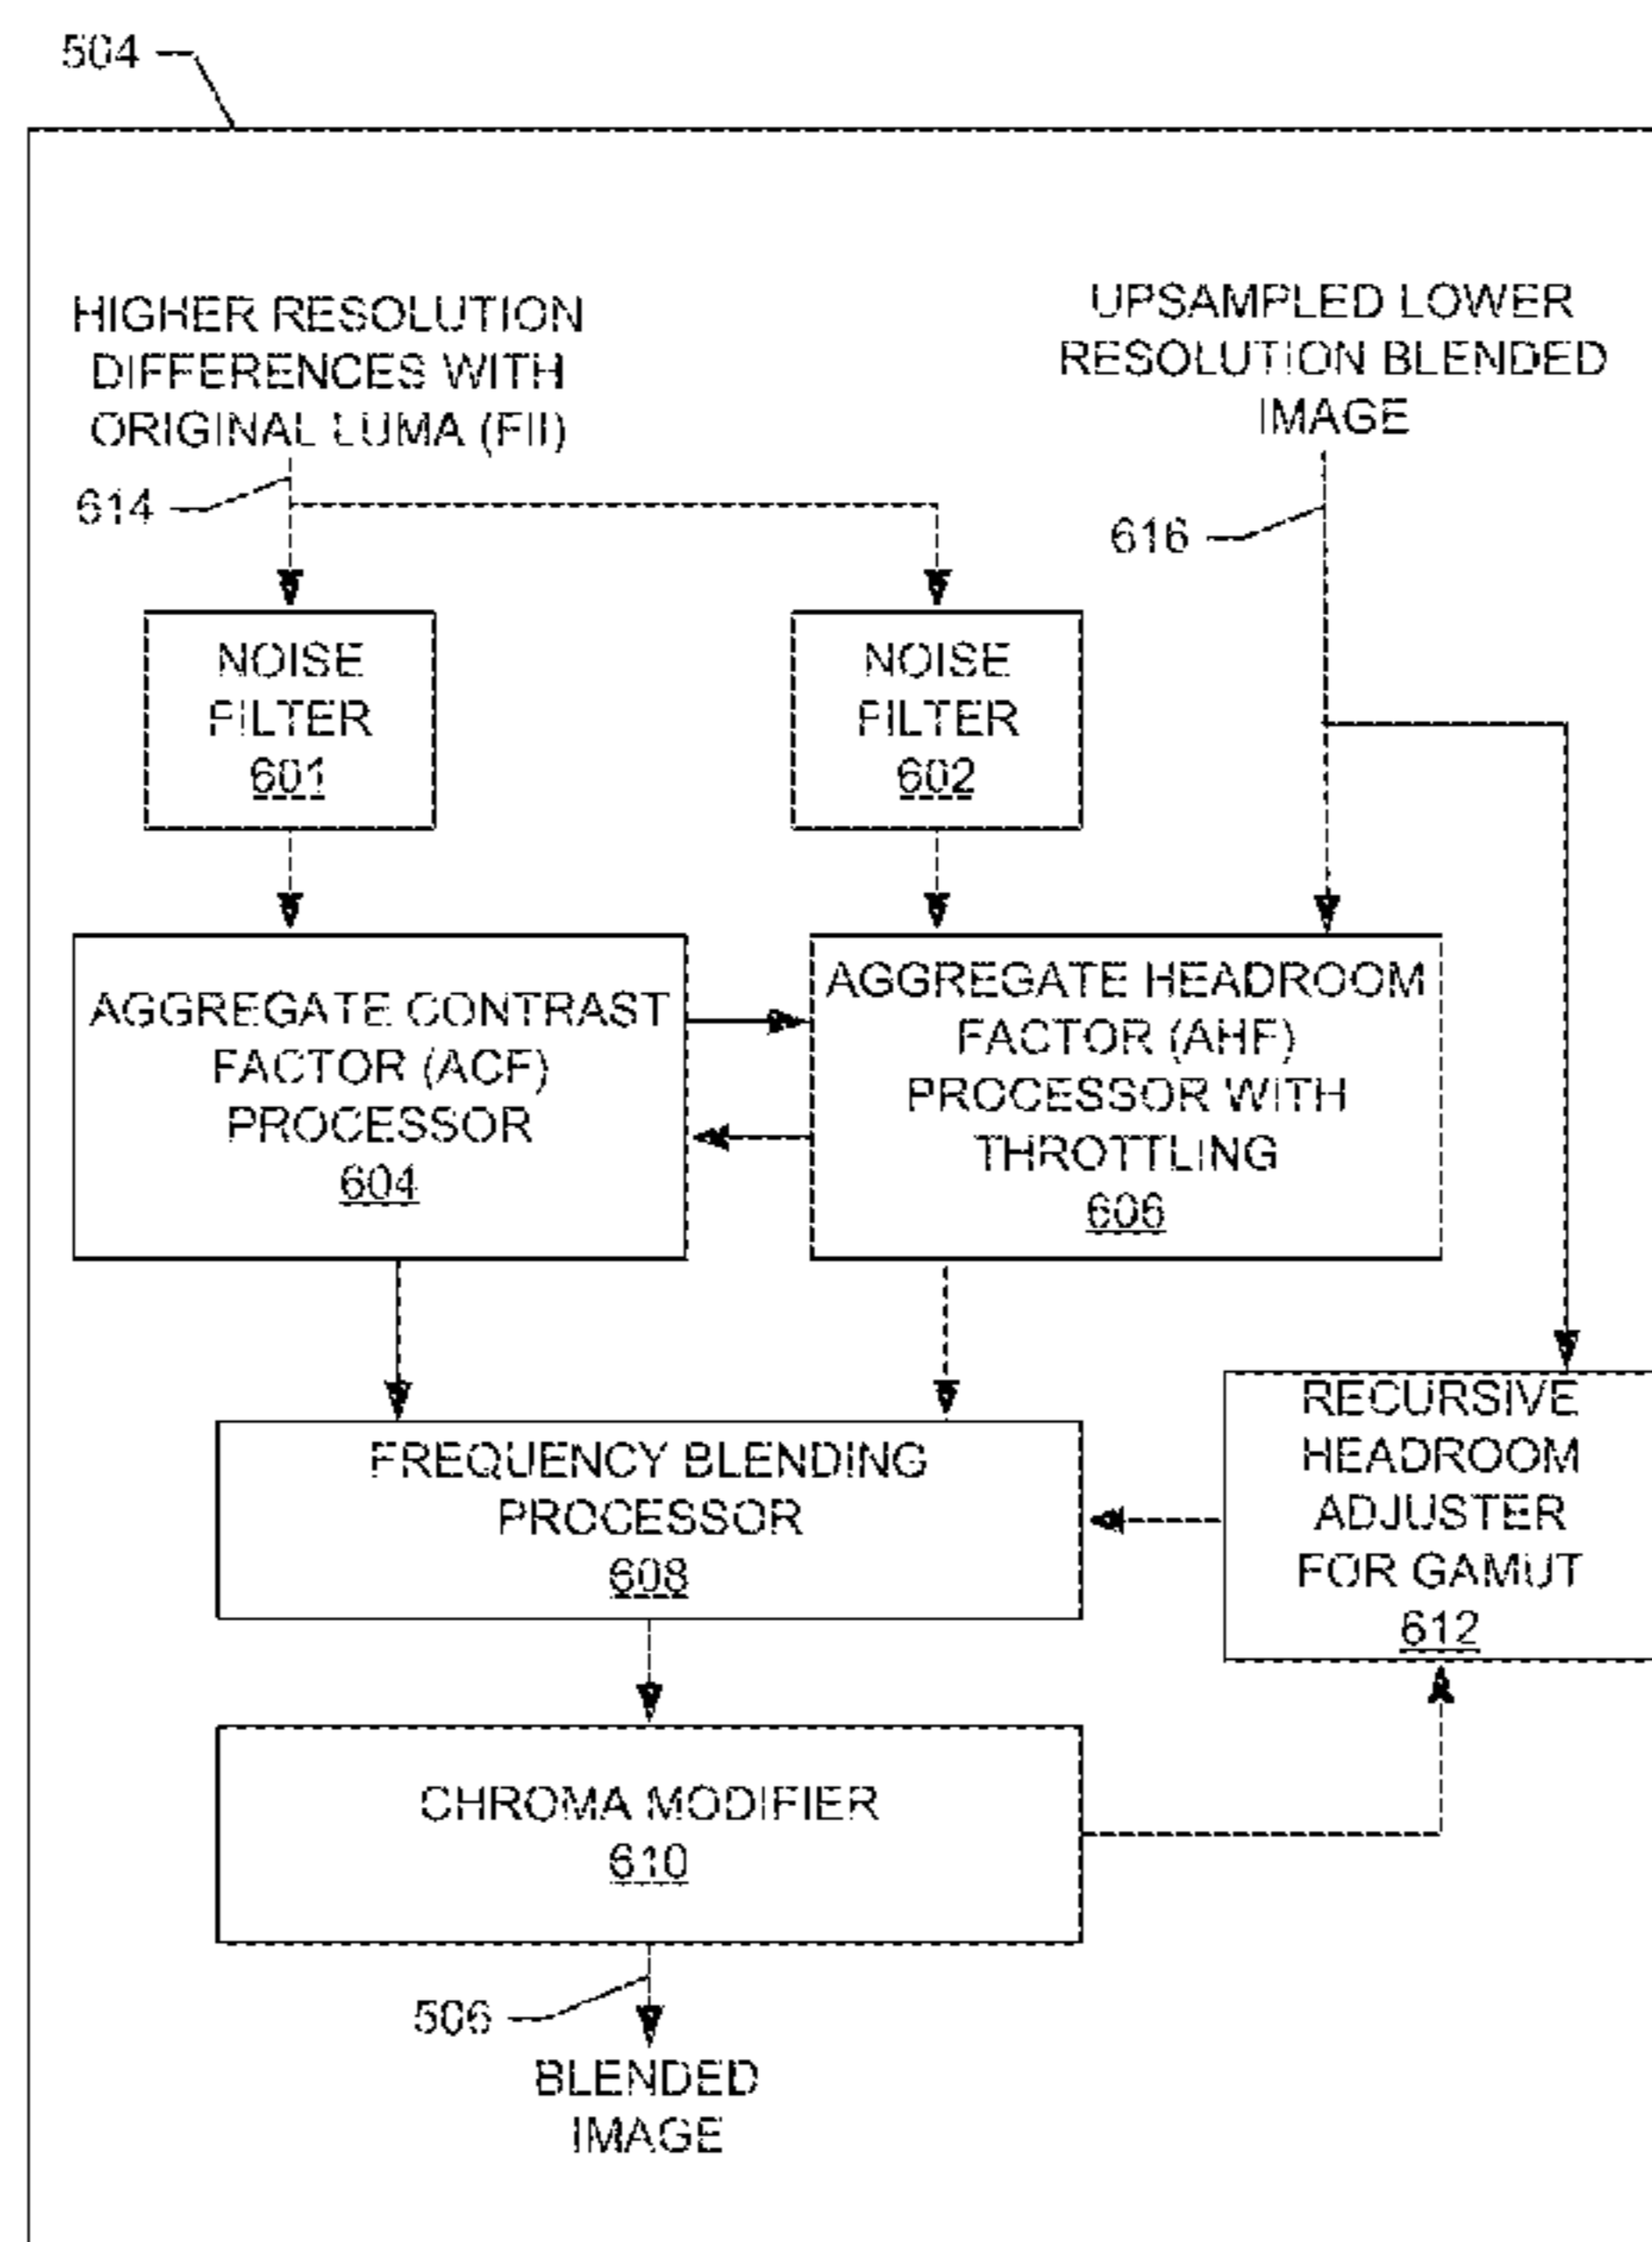 504
HIGHER RESOLUTION
DIFFERENCES WITH
ORIGINAL LUMA (FII)
614
UPSAMPLED LOWER
RESOLUTION BLENDED
IMAGE
616
NOISE
FILTER
601
NOISE
FILTER
602
AGGREGATE CONTRAST
FACTOR (ACF)
PROCESSOR
604
AGGREGATE HEADROOM
FACTOR (AHF)
PROCESSOR WITH
THROTTLING
606
FREQUENCY BLENDING
PROCESSOR
608
RECURSIVE
HEADROOM
ADJUSTER
FOR GAMUT
612
CHROMA MODIFIER
610
506
BLENDED
IMAGE